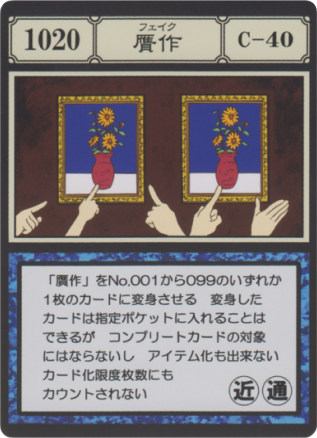 1020
フェイク
贋作
C-40
「贋作」をNo.001から099のいずれか
1枚のカードに変身させる　変身した
カードは指定ポケットに入れることは
できるが　コンプリートカードの対象
にはならないし　アイテム化も出来ない
カード化限度枚数にも
カウントされない
近 通